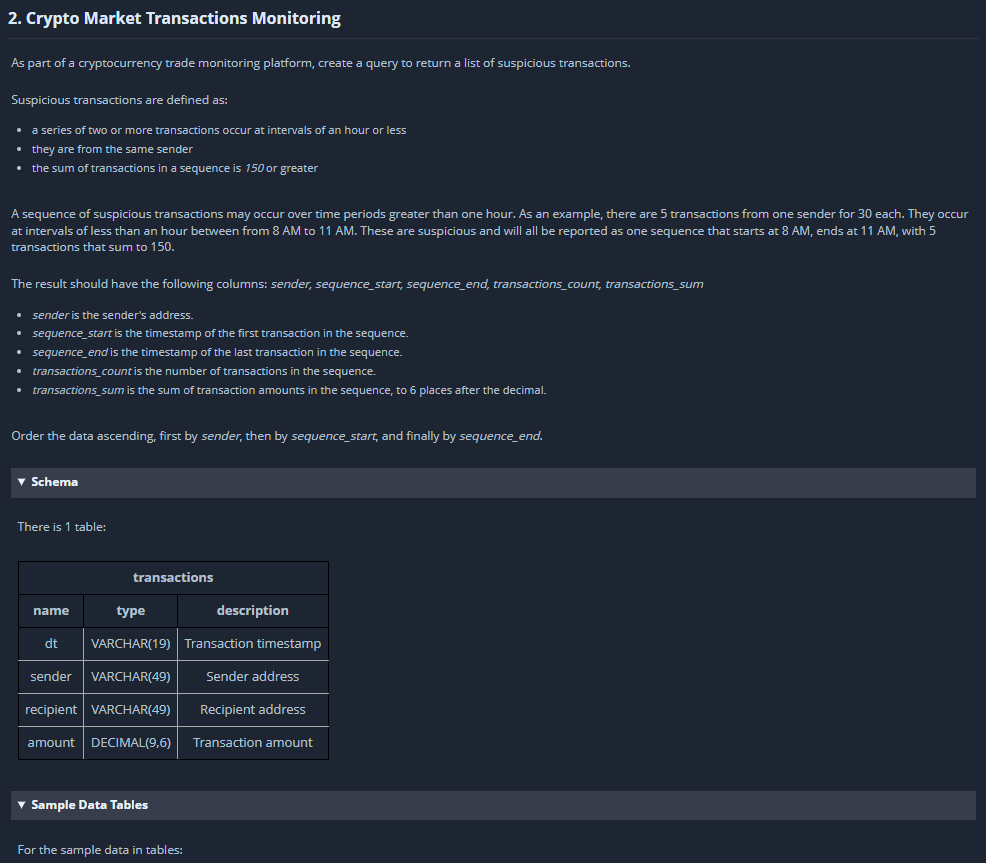 2. Crypto Market Transactions Monitoring
As part of a cryptocurrency trade monitoring platform, create a query to return a list of suspicious transactions.
Suspicious transactions are defined as:
• a series of two or more transactions occur at intervals of an hour or less
• they are from the same sender
• the sum of transactions in a sequence is 150 or greater
A sequence of suspicious transactions may occur over time periods greater than one hour. As an example, there are 5 transactions from one sender for 30 each. They occur
at intervals of less than an hour between from 8 AM to 11 AM. These are suspicious and will all be reported as one sequence that starts at 8 AM, ends at 11 AM, with 5
transactions that sum to 150.
The result should have the following columns: sender, sequence_start, sequence_end, transactions_count, transactions_sum
• sender is the sender's address.
• sequence_start is the timestamp of the first transaction in the sequence.
• sequence_end is the timestamp of the last transaction in the sequence.
• transactions_count is the number of transactions in the sequence.
• transactions_sum is the sum of transaction amounts in the sequence, to 6 places after the decimal.
Order the data ascending, first by sender, then by sequence_start, and finally by sequence_end.
▼ Schema
There is 1 table:
transactions
name type description
dt VARCHAR(19) Transaction timestamp
sender VARCHAR(49) Sender address
recipient VARCHAR(49) Recipient address
amount DECIMAL(9,6) Transaction amount
▼ Sample Data Tables
For the sample data in tables: